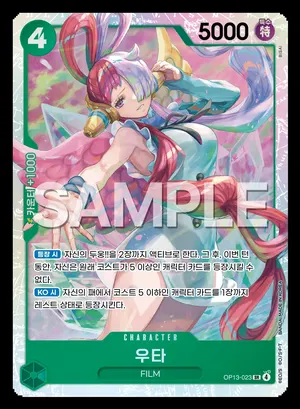 4
5000
특수
特
카운터 +1000
SAMPLE
등장 시 자신의 두웅!!을 2장까지 액티브로 한다. 그 후, 이번 턴
동안, 자신은 원래 코스트가 5 이상인 캐릭터 카드를 등장시킬 수
없다.
KO 시 자신의 패에서 코스트 5 이하인 캐릭터 카드를 1장까지
레스트 상태로 등장시킨다.
CHARACTER
우타
FILM
OP13-023